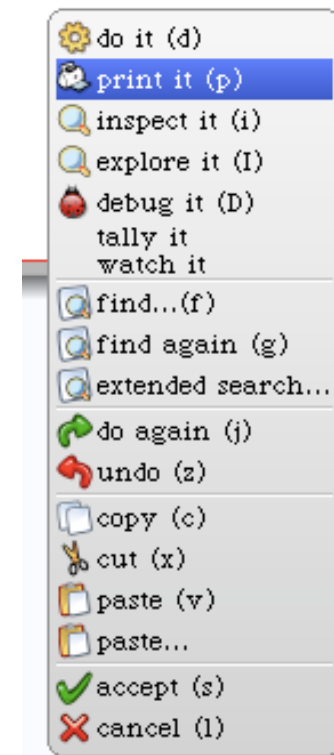 do it (d)
print it (p)
inspect it (i)
explore it (I)
debug it (D)
tally it
watch it
find...(f)
find again (g)
extended search...
do again (j)
undo (z)
copy (c)
cut (x)
paste (v)
paste...
accept (s)
cancel (l)